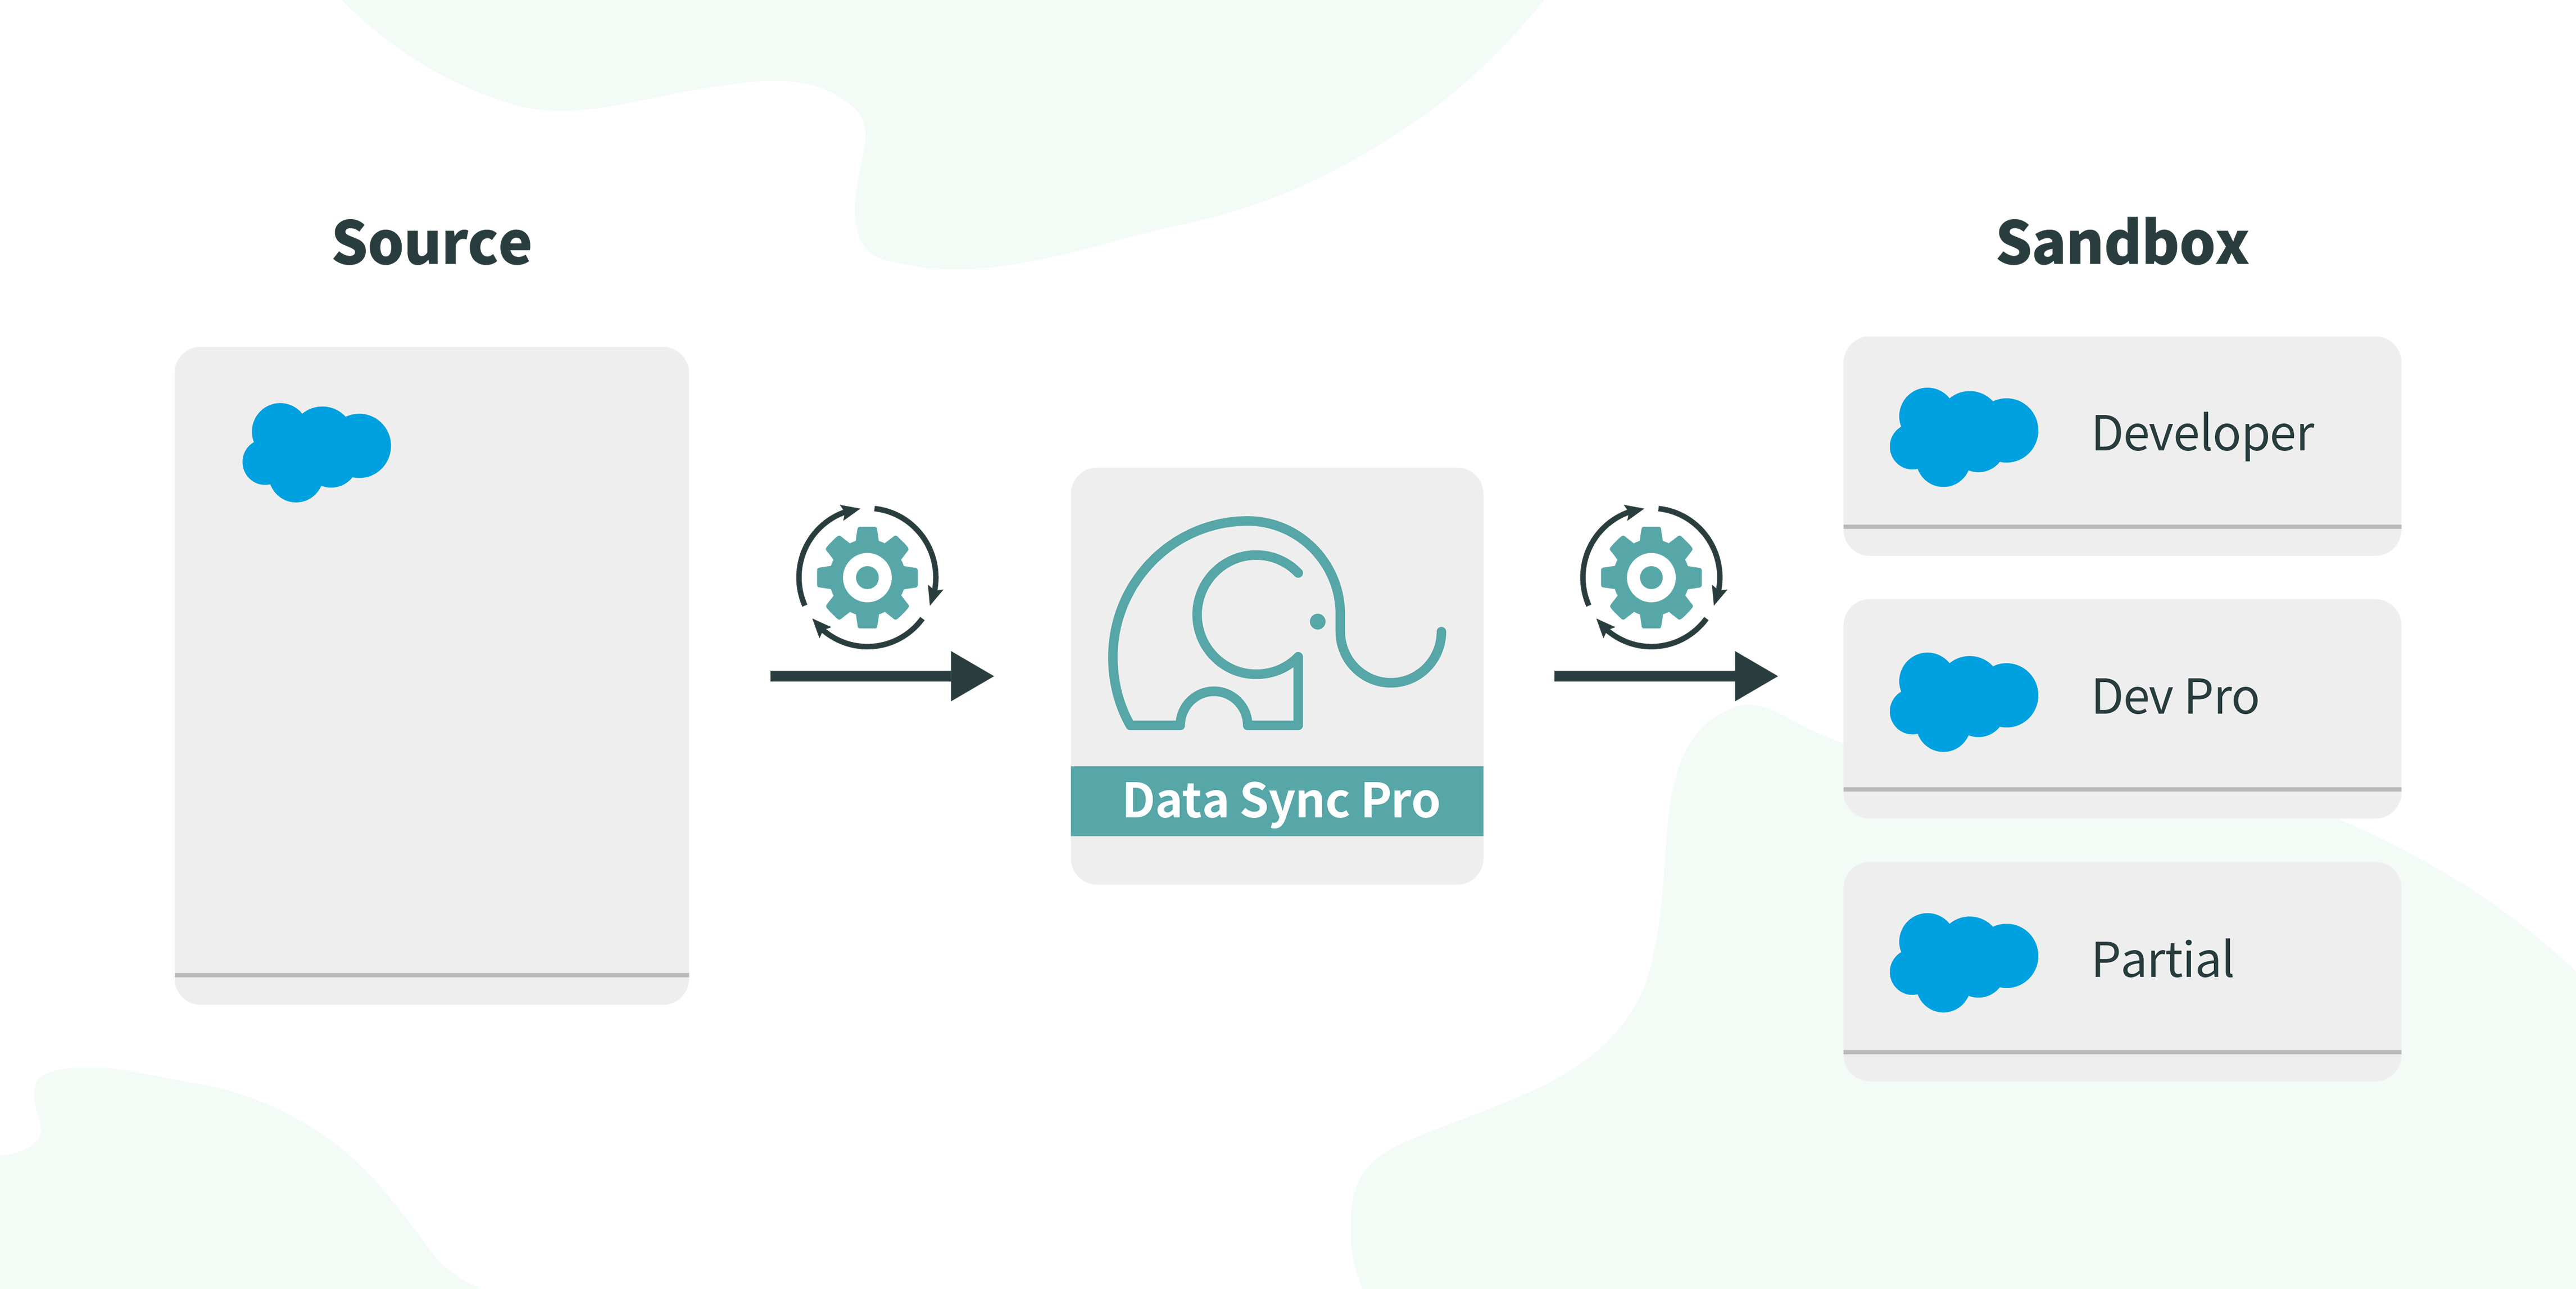 Source
Sandbox
Developer
Dev Pro
Data Sync Pro
Partial